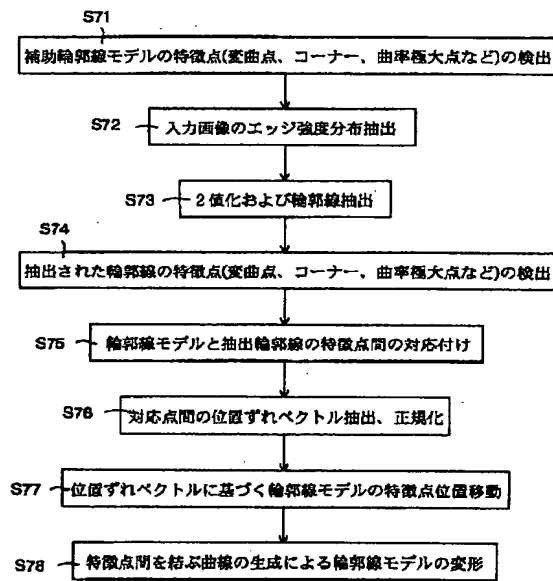 S71
補助輪郭線モデルの特徴点(変曲点、コーナー、曲率極大点など)の検出
S72
入力画像のエッジ強度分布抽出
S73
2値化および輪郭線抽出
S74
抽出された輪郭線の特徴点(変曲点、コーナー、曲率極大点など)の検出
S75
輪郭線モデルと抽出輪郭線の特徴点間の対応付け
S76
対応点間の位置ずれベクトル抽出、正規化
S77
位置ずれベクトルに基づく輪郭線モデルの特徴点位置移動
S78
特徴点間を結ぶ曲線の生成による輪郭線モデルの変形